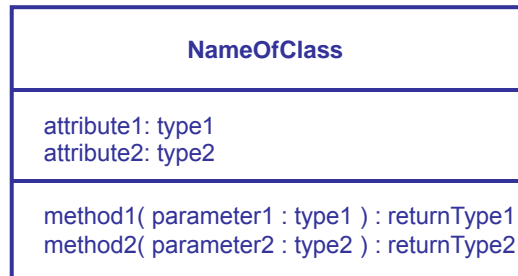 NameOfClass
attribute1: type1
attribute2: type2
method1( parameter1 : type1 ) : returnType1
method2( parameter2 : type2 ) : returnType2